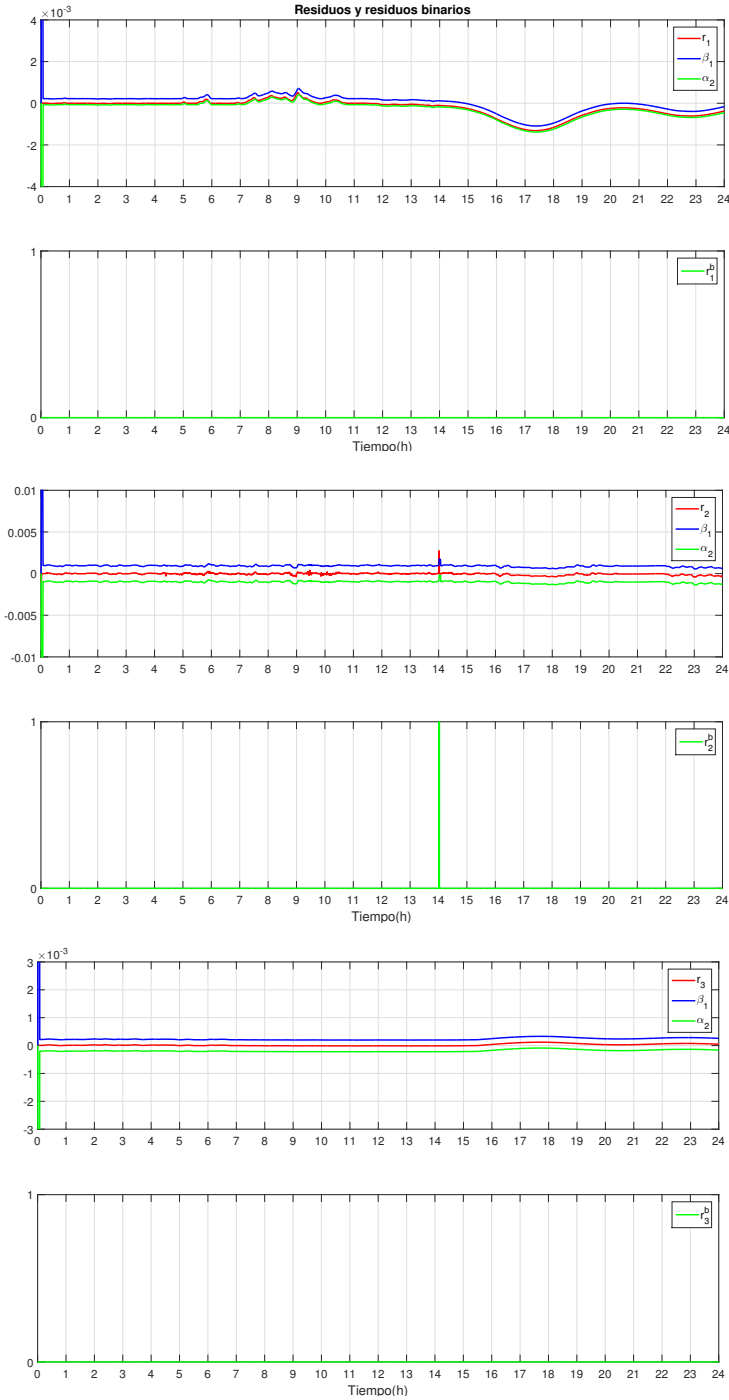 Residuos y residuos binarios
×10-3
4
2
0
-2
-4
r1
β1
α2
0 1 2 3 4 5 6 7 8 9 10 11 12 13 14 15 16 17 18 19 20 21 22 23 24
1
0
rb1
0 1 2 3 4 5 6 7 8 9 10 11 12 13 14 15 16 17 18 19 20 21 22 23 24
Tiempo(h)
0.01
0.005
0
-0.005
-0.01
r2
β1
α2
0 1 2 3 4 5 6 7 8 9 10 11 12 13 14 15 16 17 18 19 20 21 22 23 24
1
0
rb2
0 1 2 3 4 5 6 7 8 9 10 11 12 13 14 15 16 17 18 19 20 21 22 23 24
Tiempo(h)
×10-3
3
2
1
0
-1
-2
-3
r3
β1
α2
0 1 2 3 4 5 6 7 8 9 10 11 12 13 14 15 16 17 18 19 20 21 22 23 24
1
0
rb3
0 1 2 3 4 5 6 7 8 9 10 11 12 13 14 15 16 17 18 19 20 21 22 23 24
Tiempo(h)